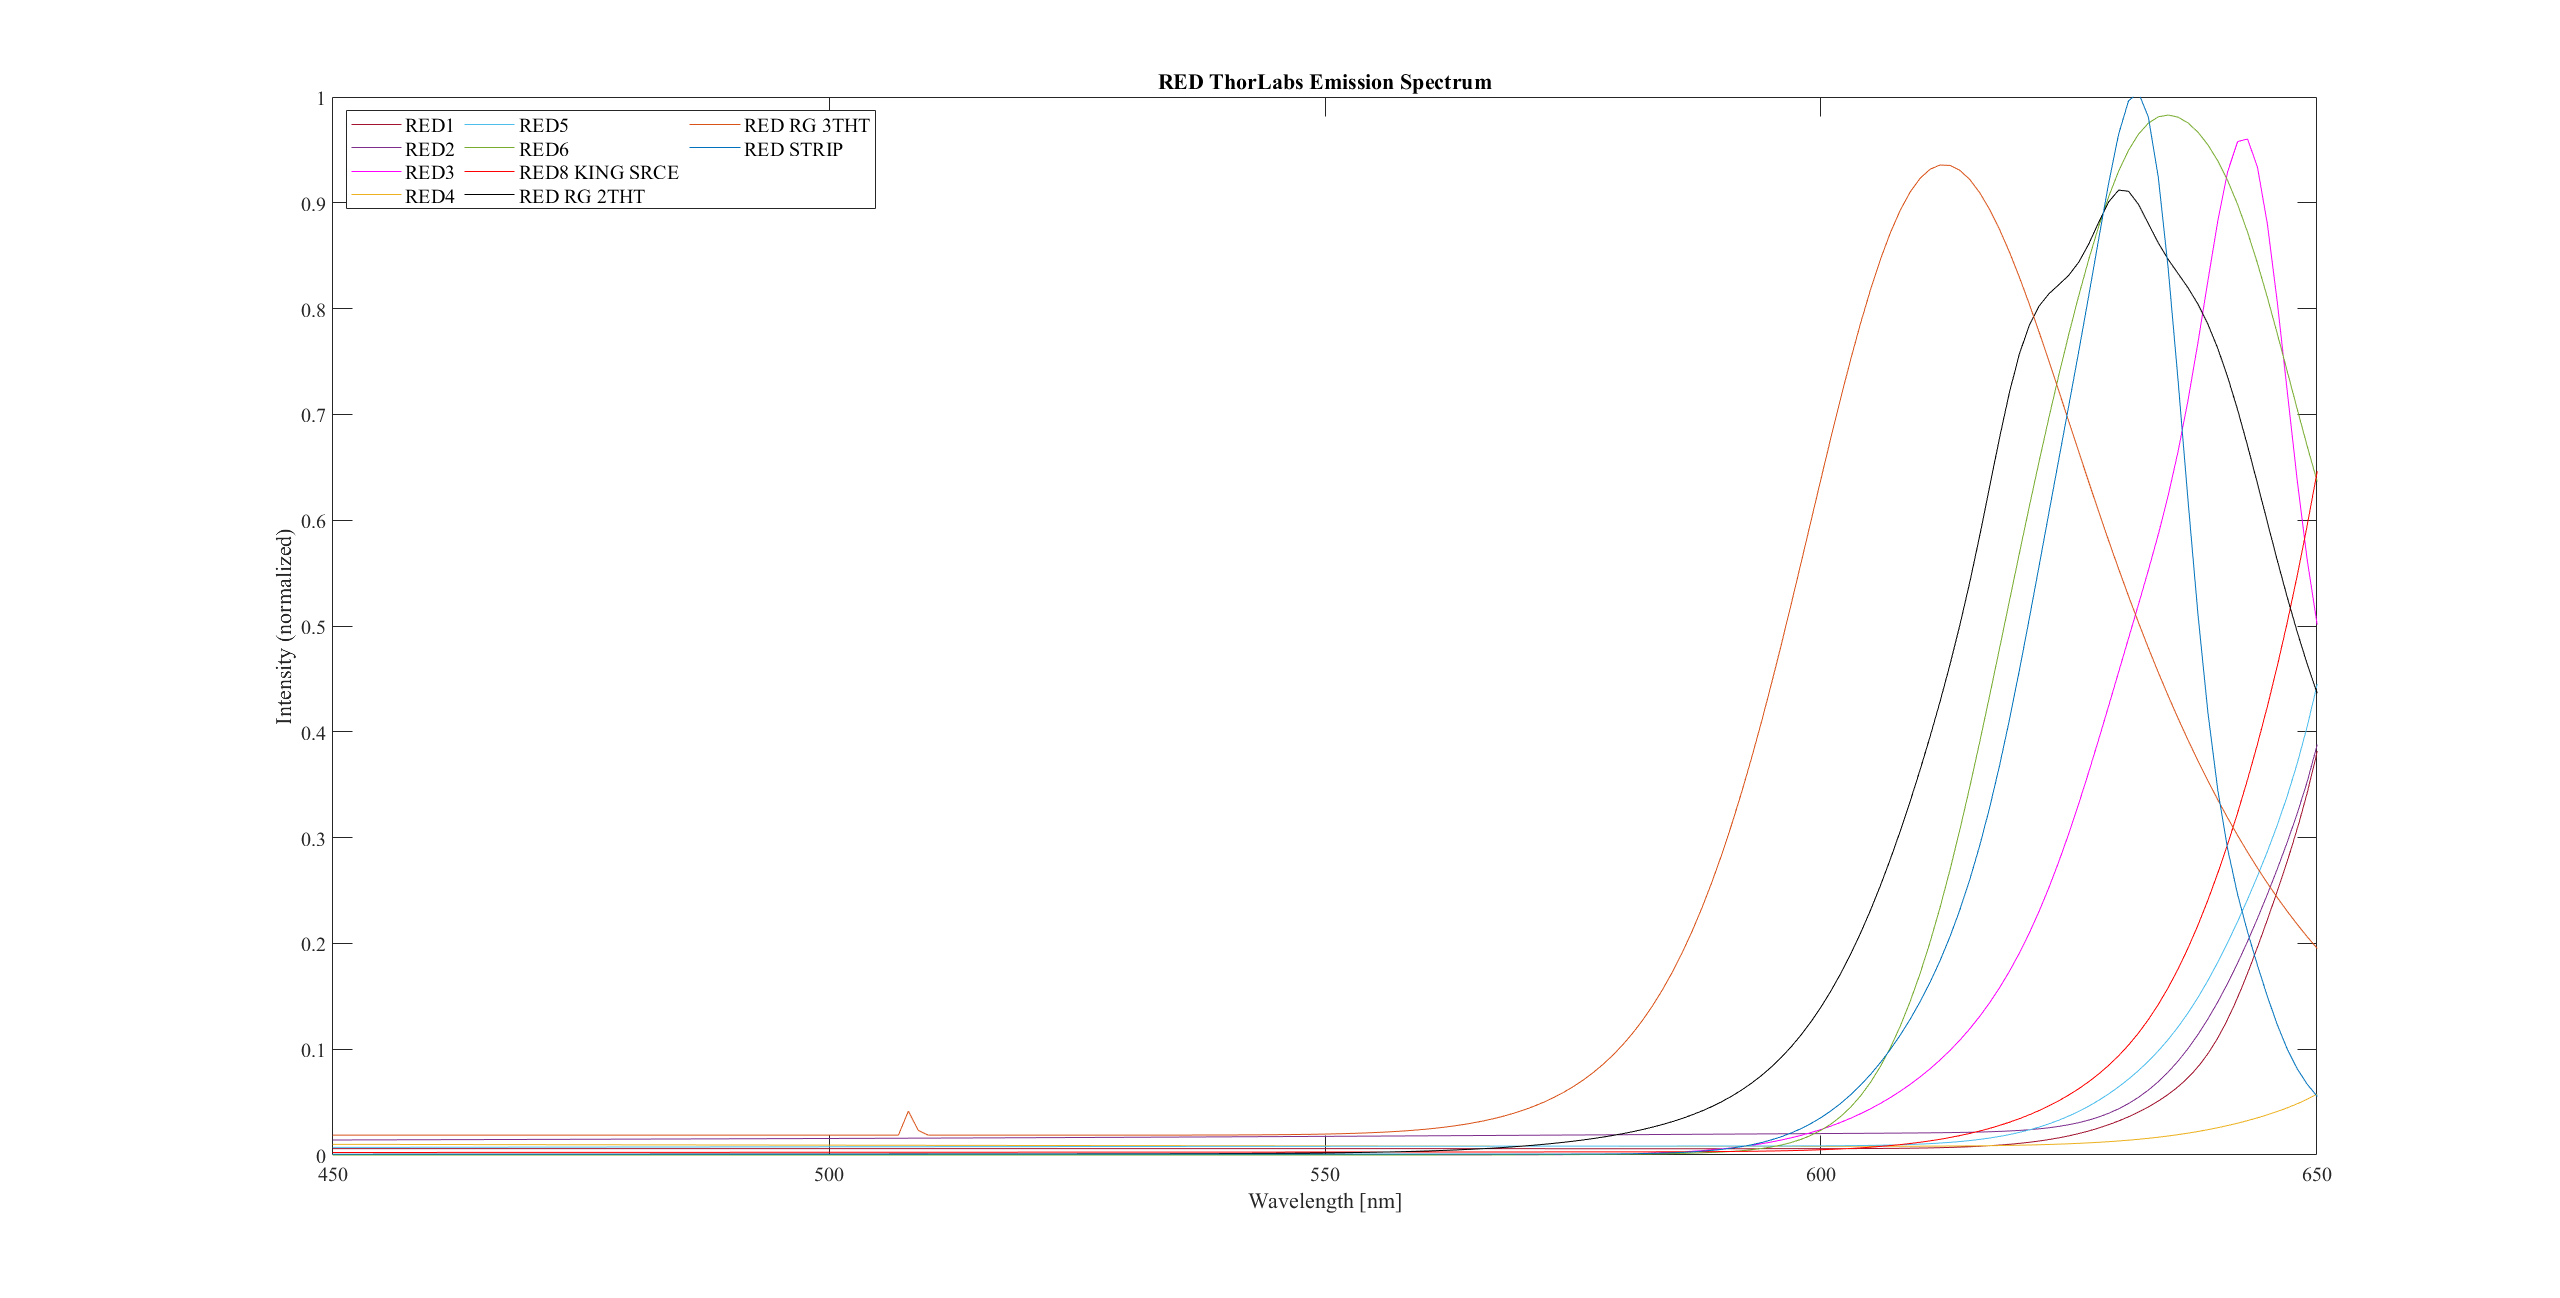 RED ThorLabs Emission Spectrum
RED1 RED5 RED RG 3THT
RED2 RED6 RED STRIP
RED3 RED8 KING SRCE
RED4 RED RG 2THT
1
0.9
0.8
0.7
0.6
0.5
0.4
0.3
0.2
0.1
0
Intensity (normalized)
450 500 550 600 650
Wavelength [nm]